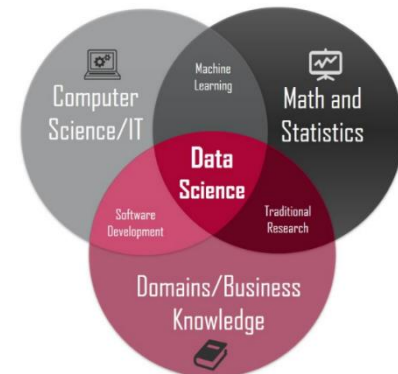 Machine
Learning
Computer
Science/IT
Math and
Statistics
Data
Science
Software
Development
Traditional
Research
Domains/Business
Knowledge